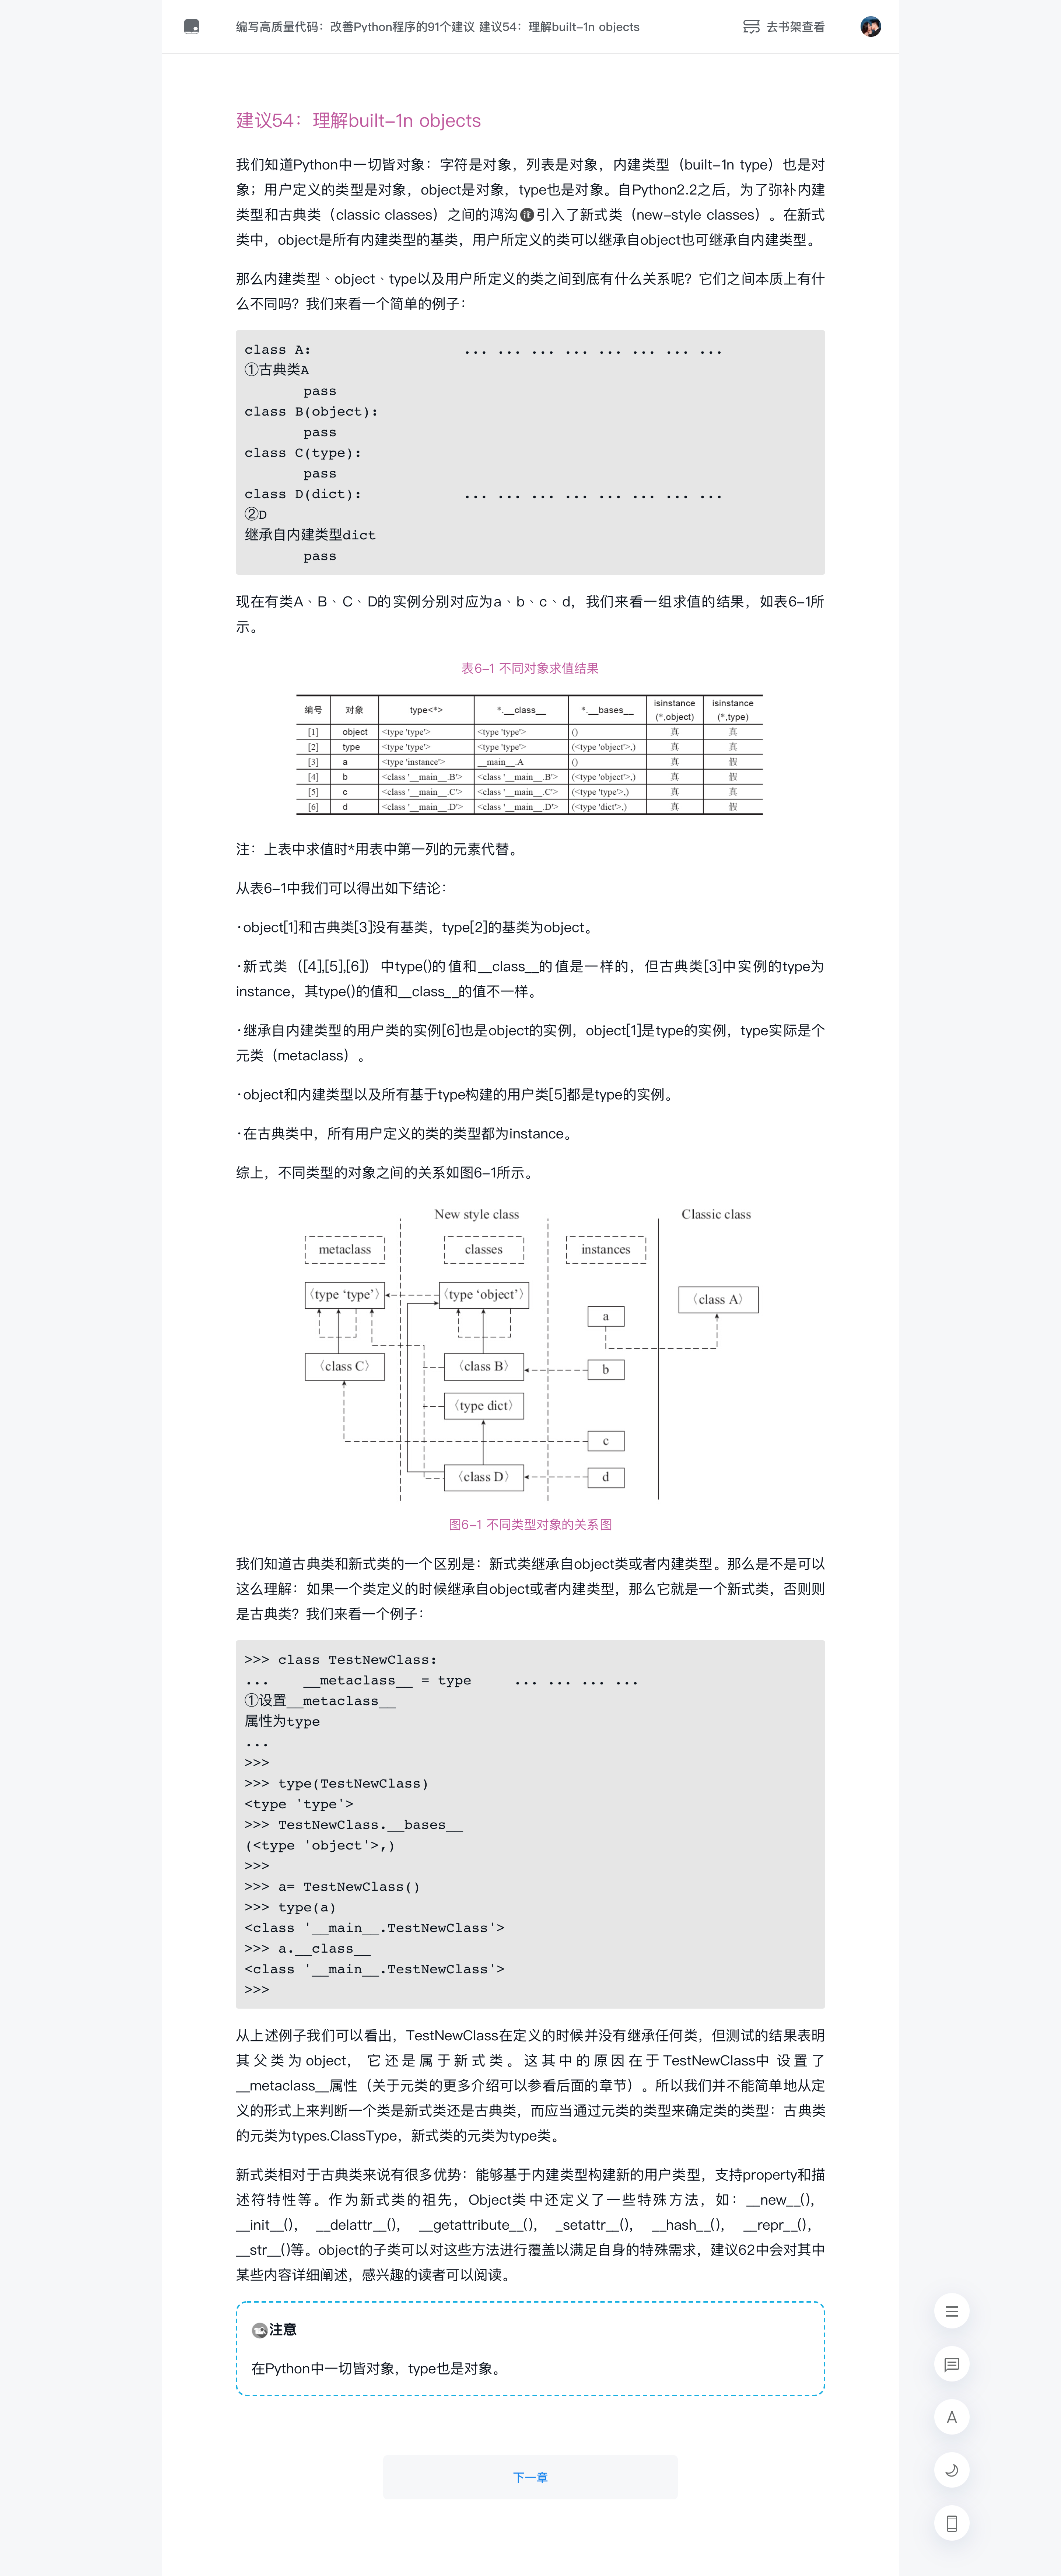 编写高质量代码：改善Python程序的91个建议 建议54：理解built-1n objects
去书架查看
建议54：理解built-1n objects
我们知道Python中一切皆对象：字符是对象，列表是对象，内建类型（built-1n type）也是对
象；用户定义的类型是对象，object是对象，type也是对象。自Python2.2之后，为了弥补内建
类型和古典类（classic classes）之间的鸿沟注引入了新式类（new-style classes）。在新式
类中，object是所有内建类型的基类，用户所定义的类可以继承自object也可继承自内建类型。
那么内建类型、object、type以及用户所定义的类之间到底有什么关系呢？它们之间本质上有什
么不同吗？我们来看一个简单的例子：
class A: ... ... ... ... ... ... ... ...
①古典类A
pass
class B(object):
pass
class C(type):
pass
class D(dict): ... ... ... ... ... ... ... ...
②D
继承自内建类型dict
pass
现在有类A、B、C、D的实例分别对应为a、b、c、d，我们来看一组求值的结果，如表6-1所
示。
表6-1 不同对象求值结果
编号 对象 type<*> *.__class__ *.__bases__ isinstance (*,object) isinstance (*,type)
[1] object <type 'type'> <type 'type'> () 真 真
[2] type <type 'type'> <type 'type'> (<type 'object'>,) 真 真
[3] a <type 'instance'> __main__.A () 真 假
[4] b <class '__main__.B'> <class '__main__.B'> (<type 'object'>,) 真 假
[5] c <class '__main__.C'> <class '__main__.C'> (<type 'type'>,) 真 真
[6] d <class '__main__.D'> <class '__main__.D'> (<type 'dict'>,) 真 假
注：上表中求值时*用表中第一列的元素代替。
从表6-1中我们可以得出如下结论：
·object[1]和古典类[3]没有基类，type[2]的基类为object。
·新式类（[4],[5],[6]）中type()的值和__class__的值是一样的，但古典类[3]中实例的type为
instance，其type()的值和__class__的值不一样。
·继承自内建类型的用户类的实例[6]也是object的实例，object[1]是type的实例，type实际是个
元类（metaclass）。
·object和内建类型以及所有基于type构建的用户类[5]都是type的实例。
·在古典类中，所有用户定义的类的类型都为instance。
综上，不同类型的对象之间的关系如图6-1所示。
New style class Classic class
metaclass classes instances
〈type ‘type’〉 〈type ‘object’〉 〈class A〉
a
〈class C〉 〈class B〉 b
〈type dict〉
c
〈class D〉 d
图6-1 不同类型对象的关系图
我们知道古典类和新式类的一个区别是：新式类继承自object类或者内建类型。那么是不是可以
这么理解：如果一个类定义的时候继承自object或者内建类型，那么它就是一个新式类，否则则
是古典类？我们来看一个例子：
>>> class TestNewClass:
... __metaclass__ = type ... ... ... ...
①设置__metaclass__
属性为type
...
>>>
>>> type(TestNewClass)
<type 'type'>
>>> TestNewClass.__bases__
(<type 'object'>,)
>>>
>>> a= TestNewClass()
>>> type(a)
<class '__main__.TestNewClass'>
>>> a.__class__
<class '__main__.TestNewClass'>
>>>
从上述例子我们可以看出，TestNewClass在定义的时候并没有继承任何类，但测试的结果表明
其父类为object，它还是属于新式类。这其中的原因在于TestNewClass中 设置了
__metaclass__属性（关于元类的更多介绍可以参看后面的章节）。所以我们并不能简单地从定
义的形式上来判断一个类是新式类还是古典类，而应当通过元类的类型来确定类的类型：古典类
的元类为types.ClassType，新式类的元类为type类。
新式类相对于古典类来说有很多优势：能够基于内建类型构建新的用户类型，支持property和描
述符特性等。作为新式类的祖先，Object类中还定义了一些特殊方法，如：__new__()，
__init__()， __delattr__()， __getattribute__()， _setattr__()， __hash__()， __repr__()，
__str__()等。object的子类可以对这些方法进行覆盖以满足自身的特殊需求，建议62中会对其中
某些内容详细阐述，感兴趣的读者可以阅读。
注意
在Python中一切皆对象，type也是对象。
A
下一章